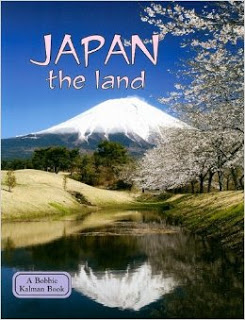 JAPAN
the land
A Bobbie
Kalman Book